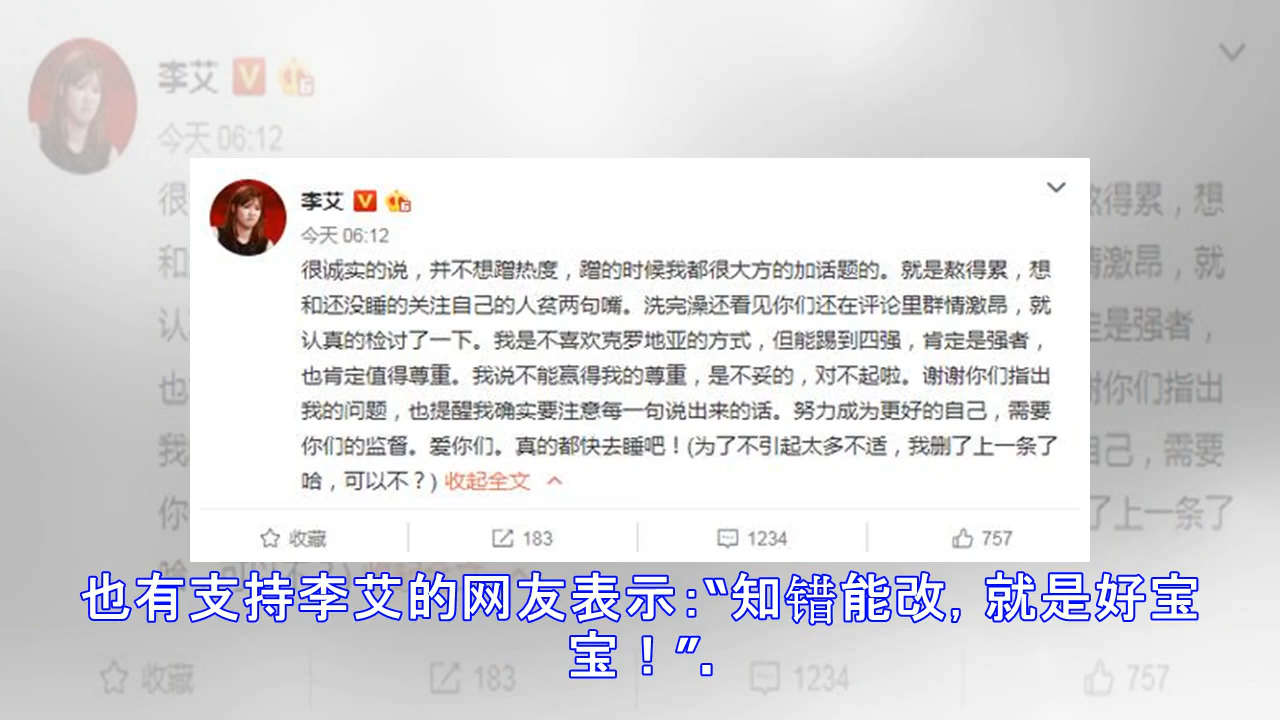 李艾
今天 06:12
很诚实的说，并不想蹭热度，蹭的时候我都很大方的加话题的。就是熬得累，想
和还没睡的关注自己的人贫两句嘴。洗完澡还看见你们还在评论里群情激昂，就
认真的检讨了一下。我是不喜欢克罗地亚的方式，但能踢到四强，肯定是强者，
也肯定值得尊重。我说不能赢得我的尊重，是不妥的，对不起啦。谢谢你们指出
我的问题，也提醒我确实要注意每一句说出来的话。努力成为更好的自己，需要
你们的监督。爱你们。真的都快去睡吧！(为了不引起太多不适，我删了上一条了
哈，可以不？) 收起全文
收藏 183 1234 757
也有支持李艾的网友表示:“知错能改, 就是好宝
宝！”.